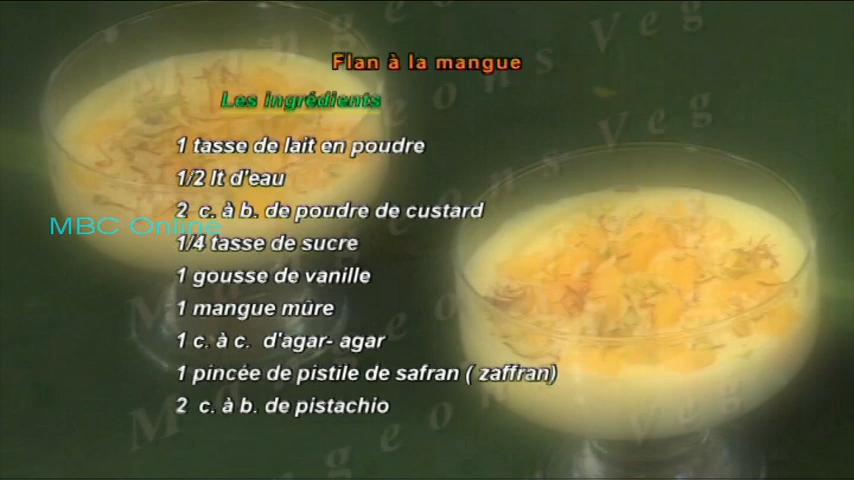 Flan à la mangue
Les ingrédients
1 tasse de lait en poudre
1/2 lt d'eau
2 c. à b. de poudre de custard
MBC Online
1/4 tasse de sucre
1 gousse de vanille
1 mangue mûre
1 c. à c. d'agar- agar
1 pincée de pistile de safran ( zaffran)
2 c. à b. de pistachio
Mangeons Veg